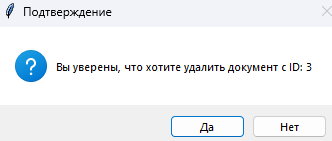 Подтверждение
Вы уверены, что хотите удалить документ с ID: 3
Да
Нет